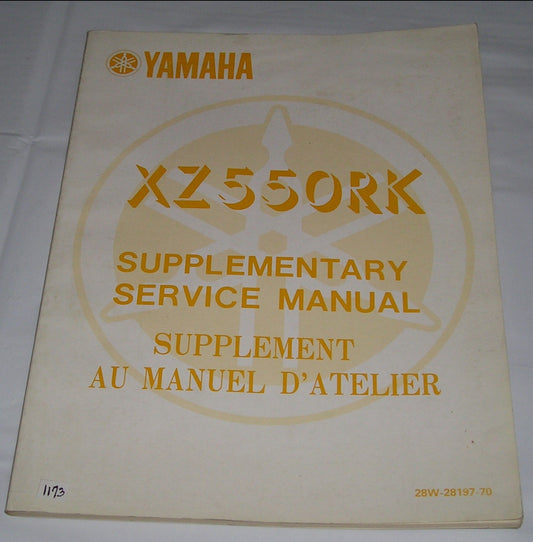 YAMAHA
XZ550RK
SUPPLEMENTARY
SERVICE MANUAL
SUPPLEMENT
AU MANUEL D'ATELIER
1173
28W-28197-70